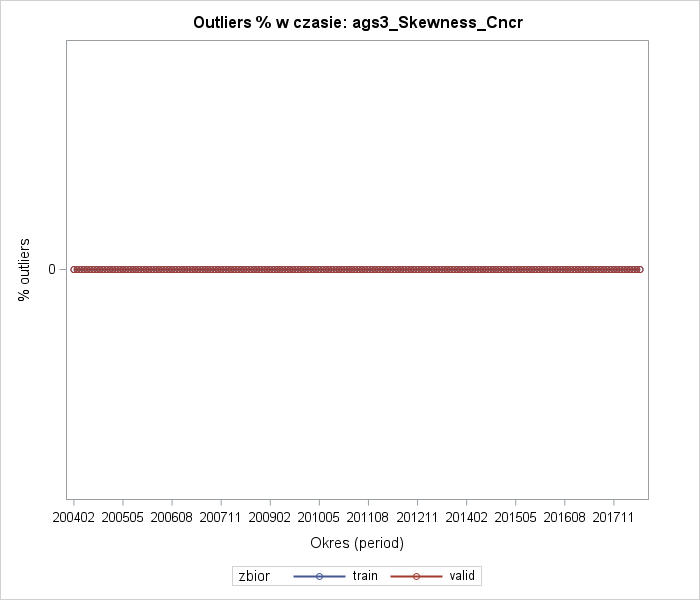 Outliers % w czasie: ags3_Skewness_Cncr
% outliers
0
200402 200505 200608 200711 200902 201005 201108 201211 201402 201505 201608 201711
Okres (period)
zbior train valid